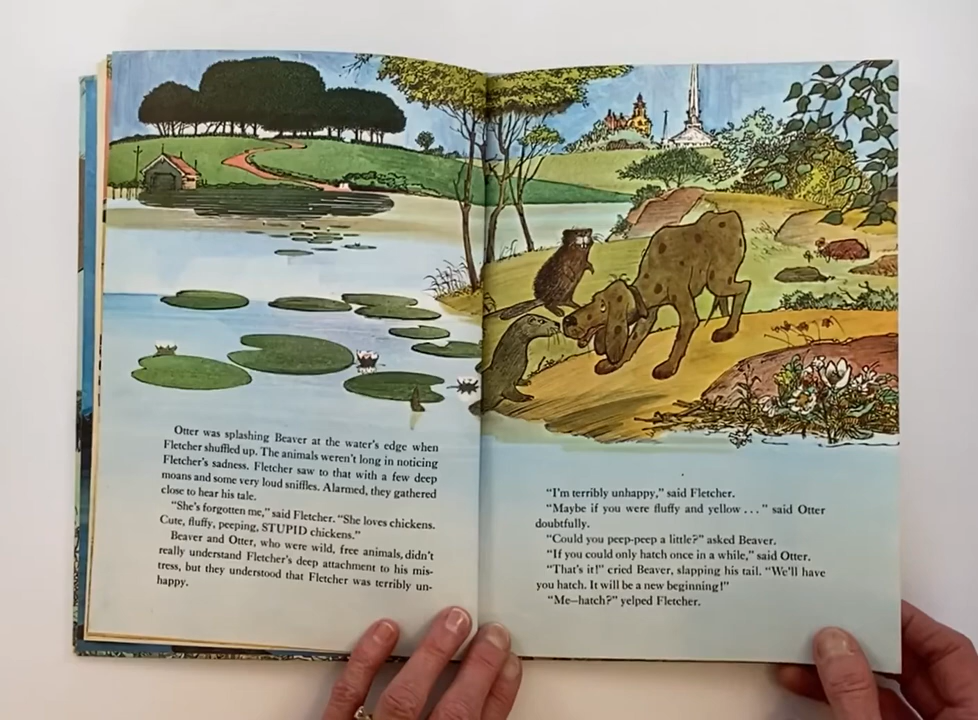 Otter was splashing Beaver at the water's edge when
Fletcher shuffled up. The animals weren't long in noticing
Fletcher's sadness. Fletcher saw to that with a few deep
moans and some very loud sniffles. Alarmed, they gathered
close to hear his tale.
"She's forgotten me," said Fletcher. "She loves chickens.
Cute, fluffy, peeping, STUPID chickens."
Beaver and Otter, who were wild, free animals, didn't
really understand Fletcher's deep attachment to his mis-
tress, but they understood that Fletcher was terribly un-
happy.
"I'm terribly unhappy," said Fletcher.
"Maybe if you were fluffy and yellow . . ." said Otter
doubtfully.
"Could you peep-peep a little?" asked Beaver.
"If you could only hatch once in a while," said Otter.
"That's it!" cried Beaver, slapping his tail. "We'll have
you hatch. It will be a new beginning!"
"Me—hatch?" yelped Fletcher.